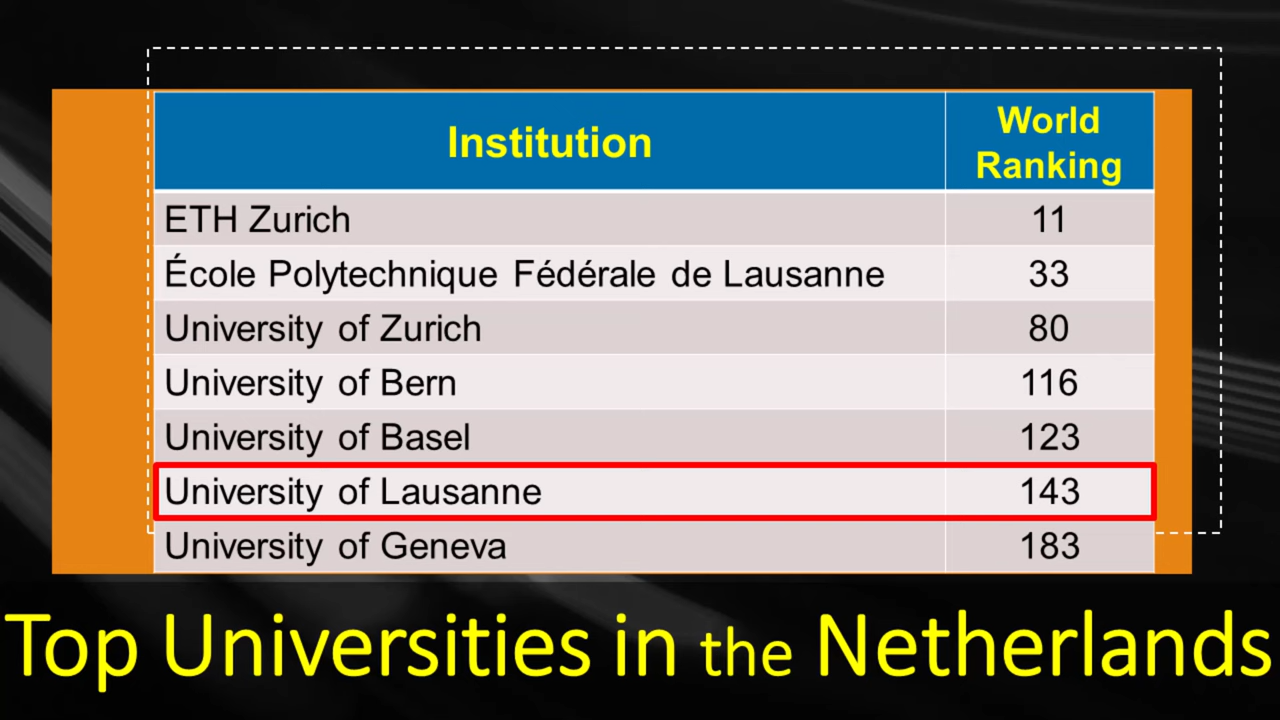 Institution World Ranking
ETH Zurich 11
École Polytechnique Fédérale de Lausanne 33
University of Zurich 80
University of Bern 116
University of Basel 123
University of Lausanne 143
University of Geneva 183
Top Universities in the Netherlands